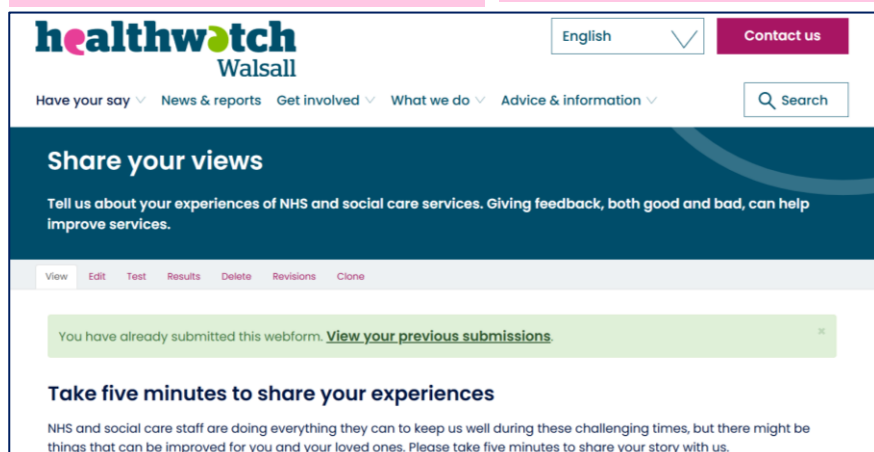 healthwatch
Walsall
English
Contact us
Have your say
News & reports
Get involved
What we do
Advice & information
Search
Share your views
Tell us about your experiences of NHS and social care services. Giving feedback, both good and bad, can help
improve services.
View
Edit
Test
Results
Delete
Revisions
Clone
You have already submitted this webform. View your previous submissions.
×
Take five minutes to share your experiences
NHS and social care staff are doing everything they can to keep us well during these challenging times, but there might be
things that can be improved for you and your loved ones. Please take five minutes to share your story with us.